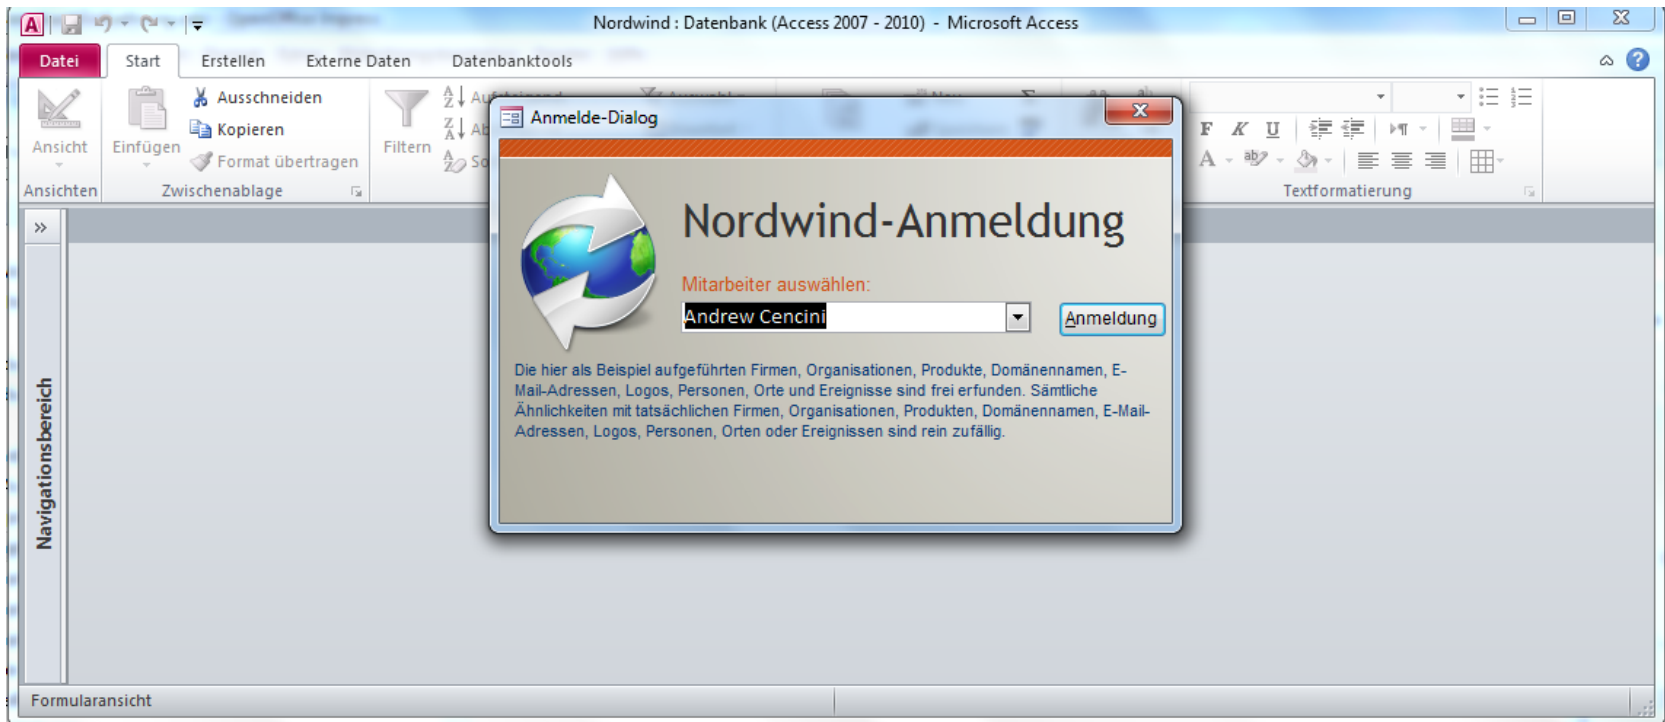 Nordwind : Datenbank (Access 2007 - 2010) - Microsoft Access
Datei Start Erstellen Externe Daten Datenbanktools
Ansicht
Ansichten
Einfügen
Ausschneiden
Kopieren
Format übertragen
Zwischenablage
Filtern
F K U
Textformatierung
Anmelde-Dialog
Nordwind-Anmeldung
Mitarbeiter auswählen:
Andrew Cencini
Anmeldung
Die hier als Beispiel aufgeführten Firmen, Organisationen, Produkte, Domänennamen, E-
Mail-Adressen, Logos, Personen, Orte und Ereignisse sind frei erfunden. Sämtliche
Ähnlichkeiten mit tatsächlichen Firmen, Organisationen, Produkten, Domänennamen, E-Mail-
Adressen, Logos, Personen, Orten oder Ereignissen sind rein zufällig.
Navigationsbereich
Formularansicht